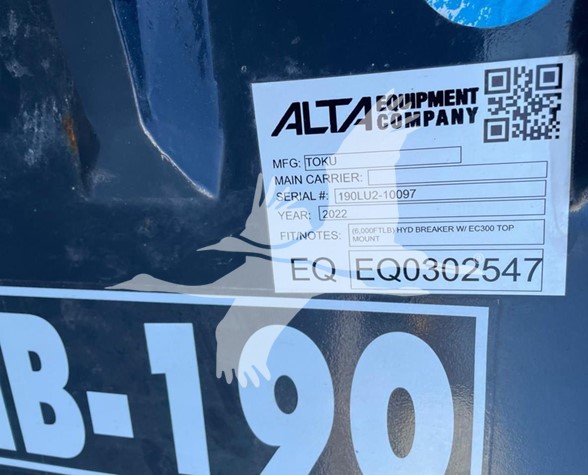 ALTA EQUIPMENT COMPANY
MFG: TOKU
MAIN CARRIER:
SERIAL #: 190LU2-10097
YEAR: 2022
FIT/NOTES: (6,000FTLB) HYD BREAKER W/ EC300 TOP
MOUNT
EQ EQ0302547
B-190